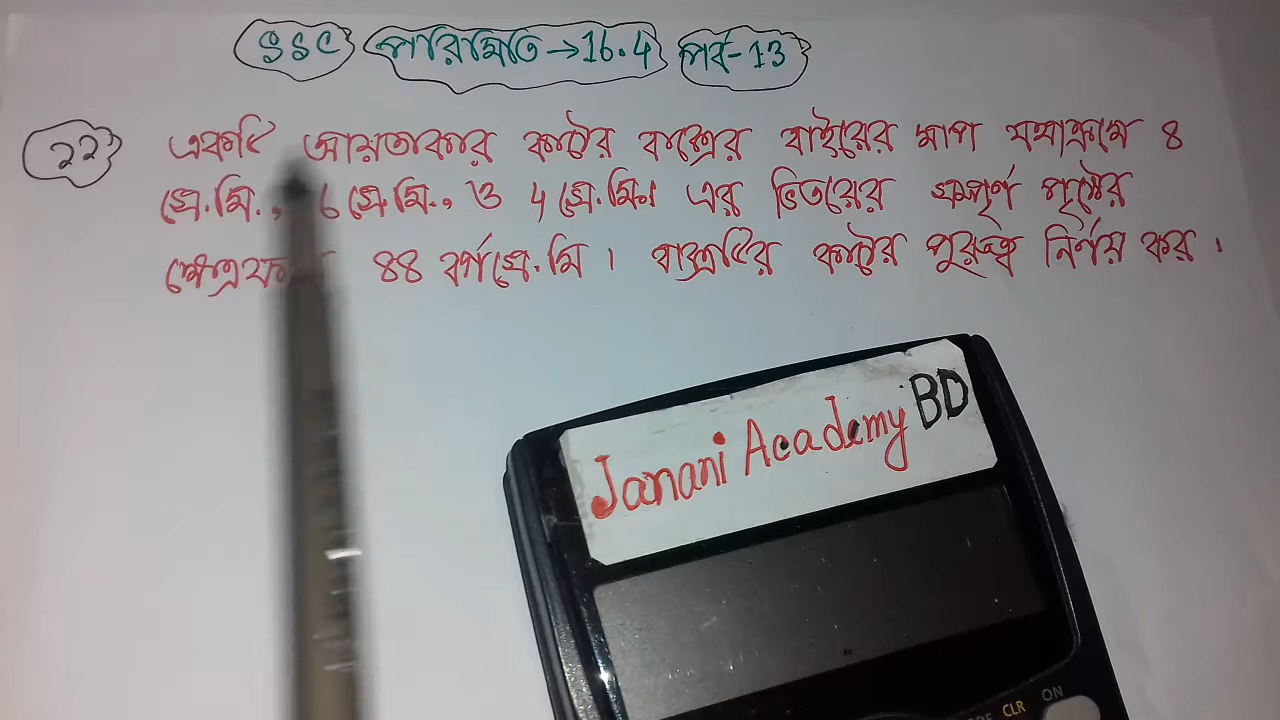 SSC পরিমিতি→16.4 পর্ব-13
22 একটি আয়তাকার কাঠের বাক্সের বাইরের মাপ যথাক্রমে 8
সে.মি., 6 সে.মি., ও 4 সে.মি.। এর ভিতরের সম্পূর্ণ পৃষ্ঠের
88 বর্গসে.মি। বাক্সটির কাঠের পুরুত্ব নির্ণয় কর।
Janani Academy BD
CLR ON